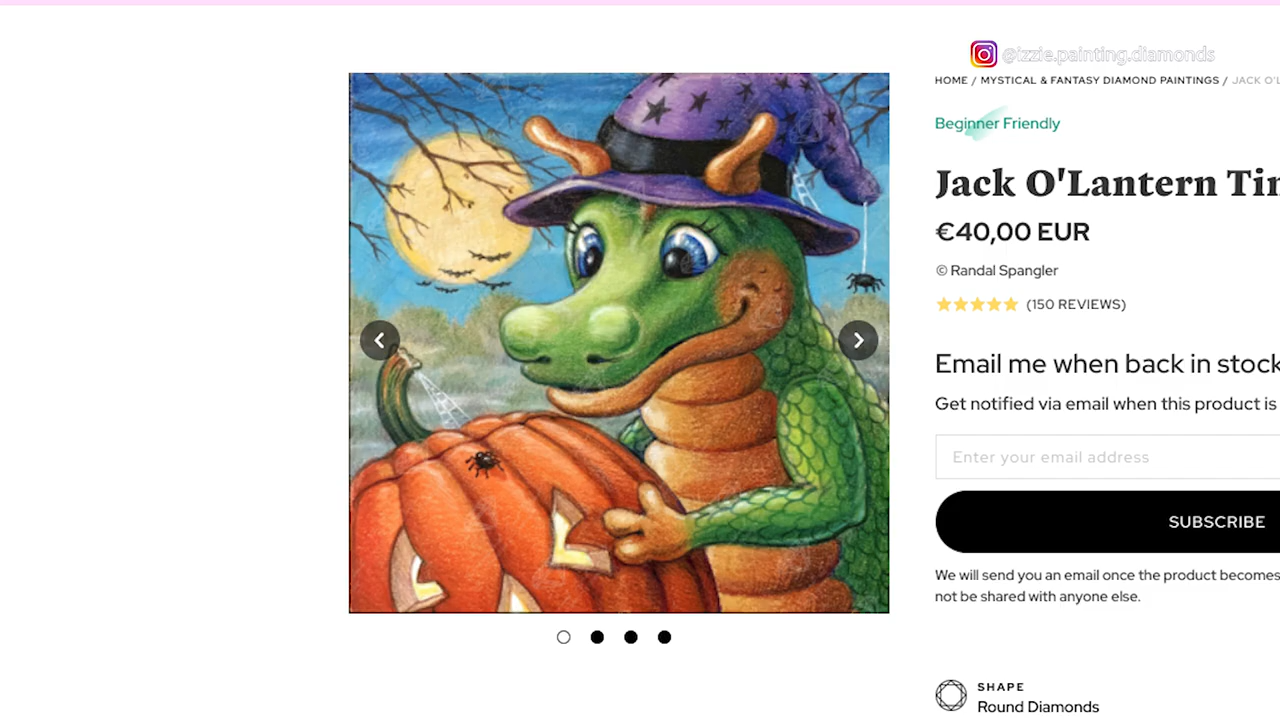 @izzie.painting.diamonds
HOME / MYSTICAL & FANTASY DIAMOND PAINTINGS / JACK O'L
Beginner Friendly
Jack O'Lantern Tin
€40,00 EUR
© Randal Spangler
(150 REVIEWS)
Email me when back in stock
Get notified via email when this product is
Enter your email address
SUBSCRIBE
We will send you an email once the product becomes
not be shared with anyone else.
SHAPE
Round Diamonds